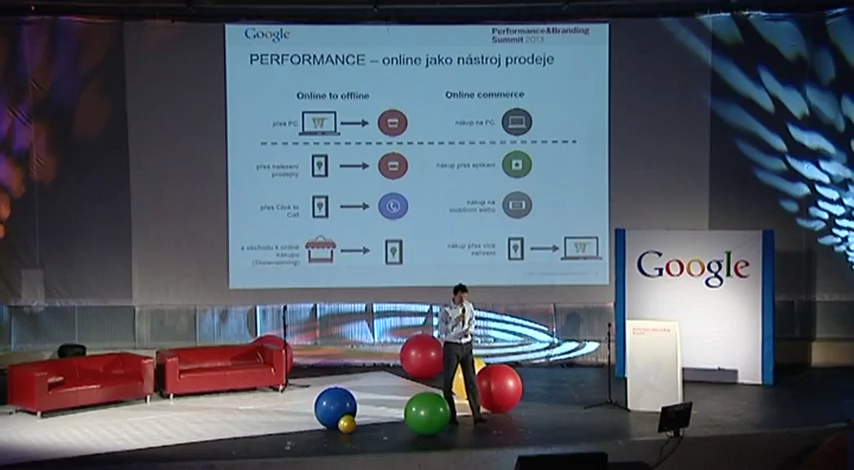 Google
Performance&Branding
Summit 2013
PERFORMANCE – online jako nástroj prodeje
Online to offline
Online commerce
přes PC
nákup na PC
přes nalezení
prodejny
nákup přes aplikaci
přes Click to
Call
nákup na
mobilním webu
z obchodu k online
nákupu
(Showrooming)
nákup přes více
zařízení
Google